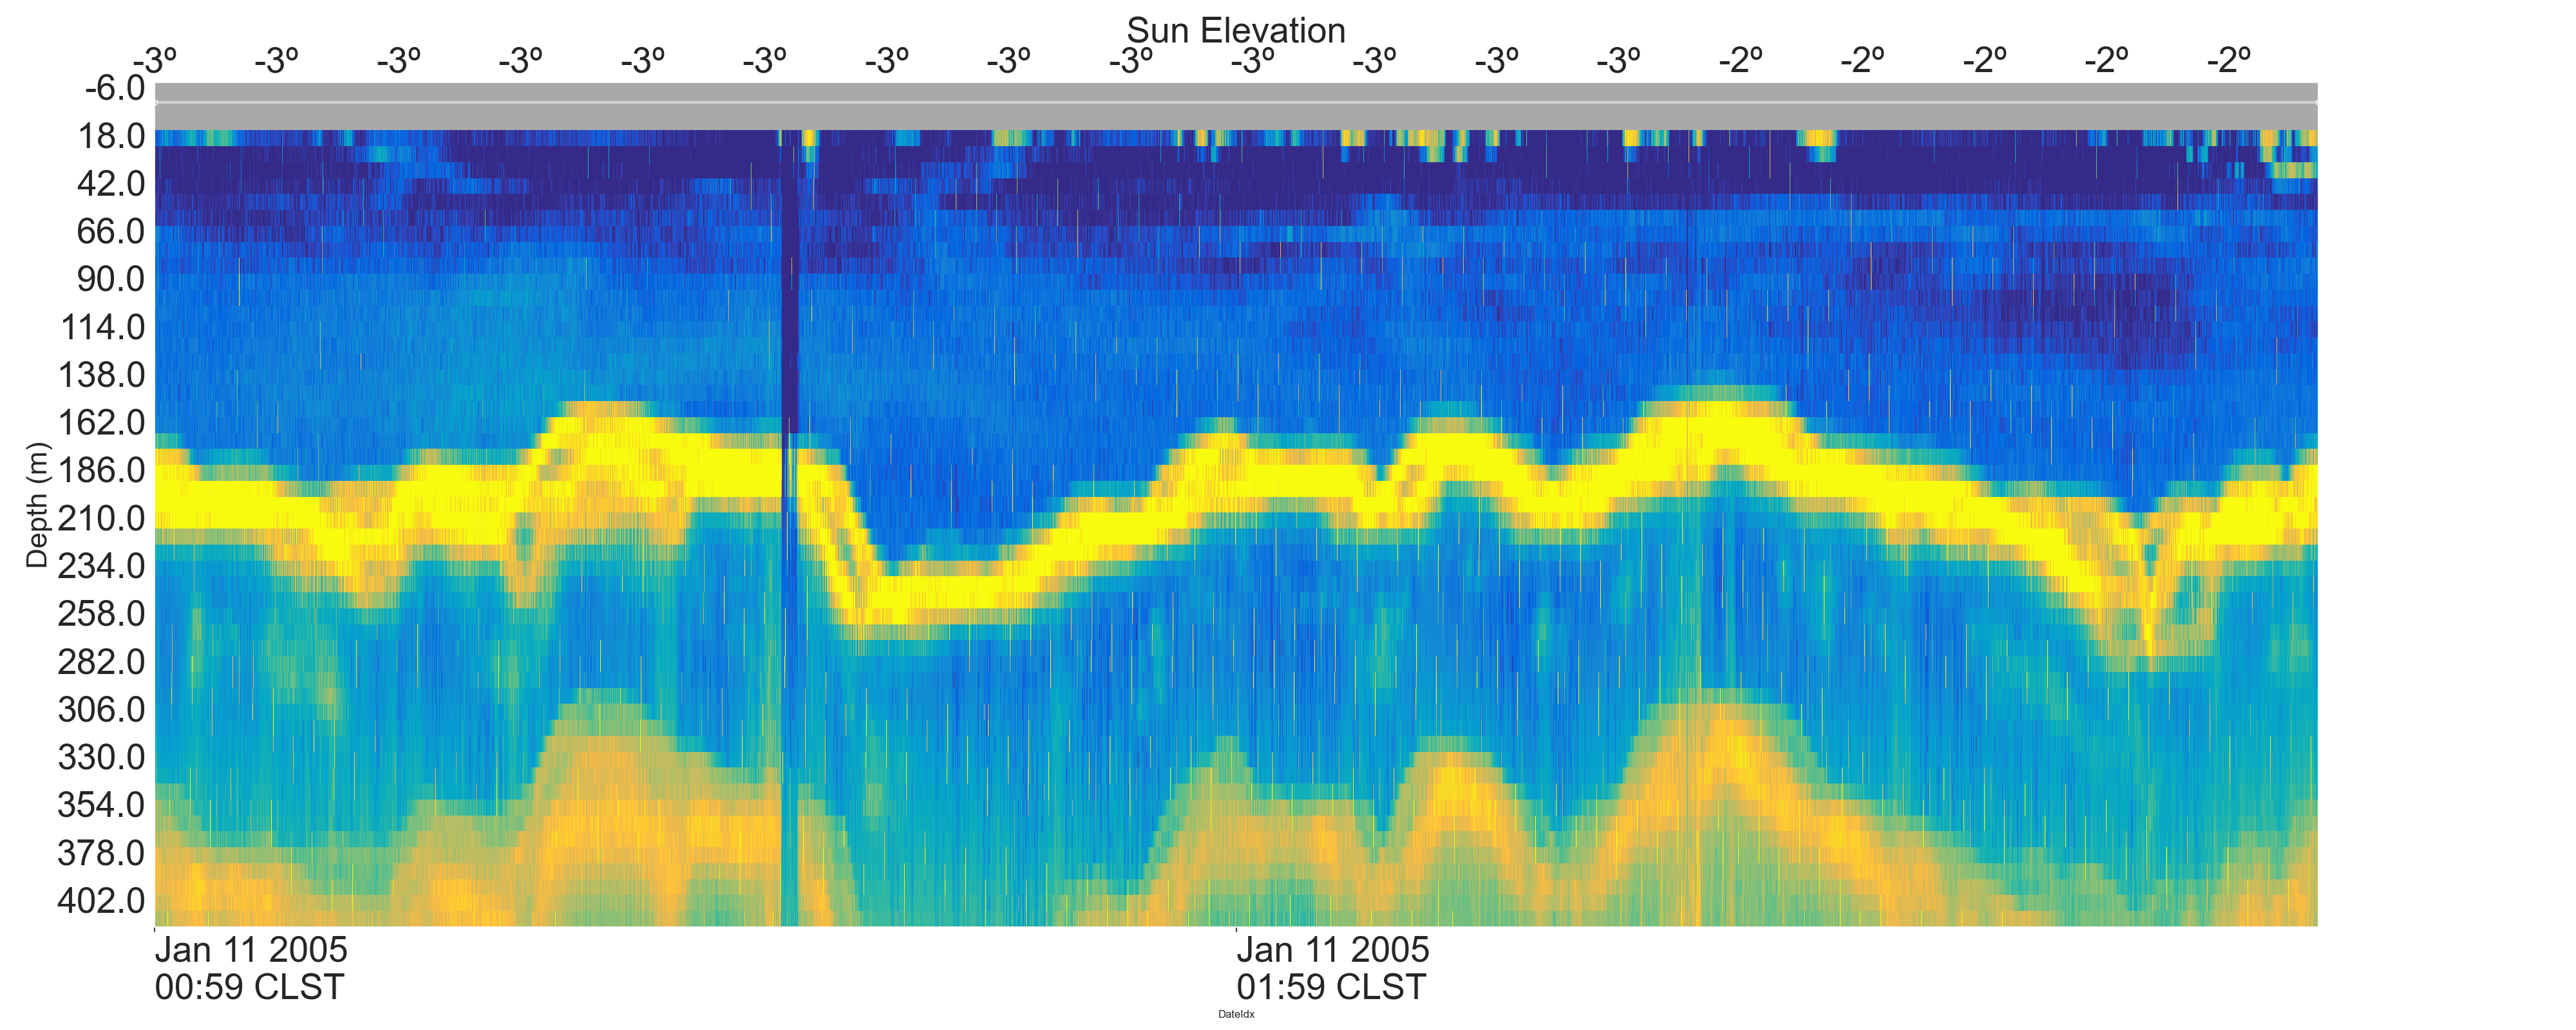 Sun Elevation
-3º -3º -3º -3º -3º -3º -3º -3º -3º -3º -3º -3º -3º -2º -2º -2º -2º -2º
-6.0
18.0
42.0
66.0
90.0
114.0
138.0
162.0
186.0
210.0
234.0
258.0
282.0
306.0
330.0
354.0
378.0
402.0
Depth (m)
Jan 11 2005
00:59 CLST
Jan 11 2005
01:59 CLST
DateIdx